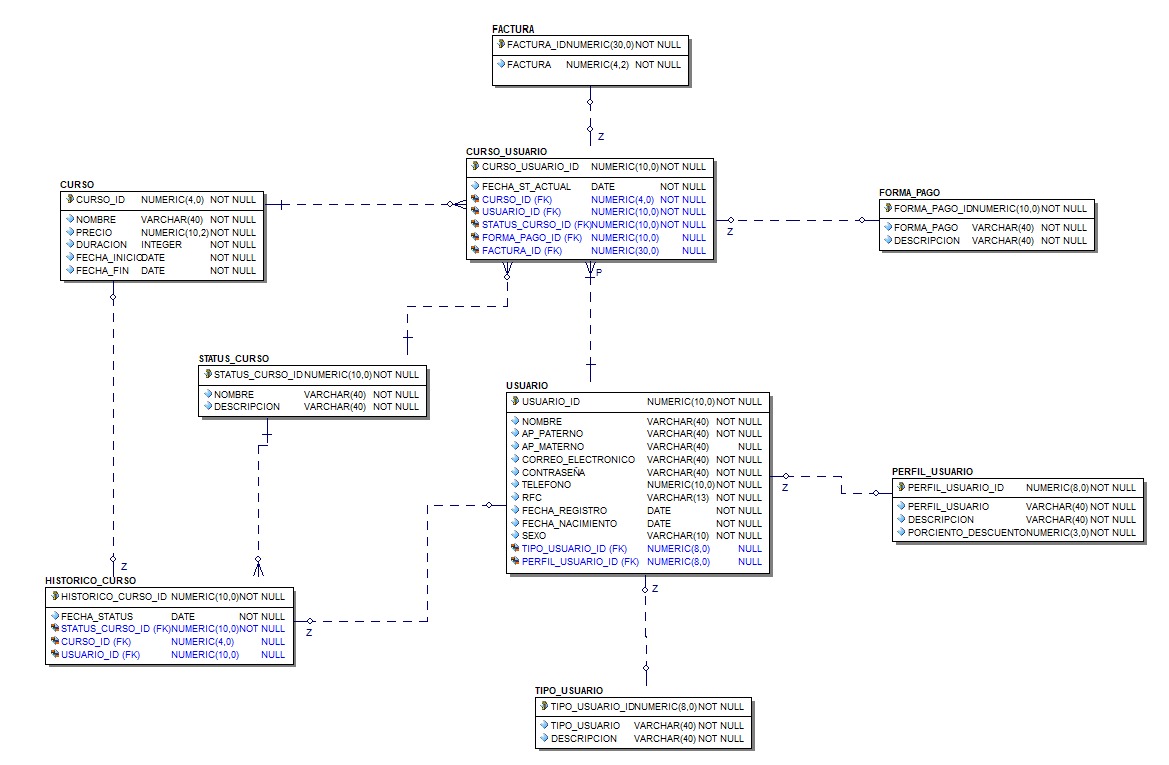 FACTURA
FACTURA_ID NUMERIC(30,0) NOT NULL
FACTURA NUMERIC(4,2) NOT NULL
Z
CURSO_USUARIO
CURSO_USUARIO_ID NUMERIC(10,0) NOT NULL
FECHA_ST_ACTUAL DATE NOT NULL
CURSO_ID (FK) NUMERIC(4,0) NOT NULL
USUARIO_ID (FK) NUMERIC(10,0) NOT NULL
STATUS_CURSO_ID (FK) NUMERIC(10,0) NOT NULL
FORMA_PAGO_ID (FK) NUMERIC(10,0) NULL
FACTURA_ID (FK) NUMERIC(30,0) NULL
P
Z
CURSO
CURSO_ID NUMERIC(4,0) NOT NULL
NOMBRE VARCHAR(40) NOT NULL
PRECIO NUMERIC(10,2) NOT NULL
DURACION INTEGER NOT NULL
FECHA_INICIO DATE NOT NULL
FECHA_FIN DATE NOT NULL
FORMA_PAGO
FORMA_PAGO_ID NUMERIC(10,0) NOT NULL
FORMA_PAGO VARCHAR(40) NOT NULL
DESCRIPCION VARCHAR(40) NOT NULL
STATUS_CURSO
STATUS_CURSO_ID NUMERIC(10,0) NOT NULL
NOMBRE VARCHAR(40) NOT NULL
DESCRIPCION VARCHAR(40) NOT NULL
USUARIO
USUARIO_ID NUMERIC(10,0) NOT NULL
NOMBRE VARCHAR(40) NOT NULL
AP_PATERNO VARCHAR(40) NOT NULL
AP_MATERNO VARCHAR(40) NULL
CORREO_ELECTRONICO VARCHAR(40) NOT NULL
CONTRASEÑA VARCHAR(40) NOT NULL
TELEFONO NUMERIC(10,0) NOT NULL
RFC VARCHAR(13) NOT NULL
FECHA_REGISTRO DATE NOT NULL
FECHA_NACIMIENTO DATE NOT NULL
SEXO VARCHAR(10) NOT NULL
TIPO_USUARIO_ID (FK) NUMERIC(8,0) NULL
PERFIL_USUARIO_ID (FK) NUMERIC(8,0) NULL
Z
Z
PERFIL_USUARIO
PERFIL_USUARIO_ID NUMERIC(8,0) NOT NULL
PERFIL_USUARIO VARCHAR(40) NOT NULL
DESCRIPCION VARCHAR(40) NOT NULL
PORCIENTO_DESCUENTO NUMERIC(3,0) NOT NULL
Z
HISTORICO_CURSO
HISTORICO_CURSO_ID NUMERIC(10,0) NOT NULL
FECHA_STATUS DATE NOT NULL
STATUS_CURSO_ID (FK) NUMERIC(10,0) NOT NULL
CURSO_ID (FK) NUMERIC(4,0) NULL
USUARIO_ID (FK) NUMERIC(10,0) NULL
Z
TIPO_USUARIO
TIPO_USUARIO_ID NUMERIC(8,0) NOT NULL
TIPO_USUARIO VARCHAR(40) NOT NULL
DESCRIPCION VARCHAR(40) NOT NULL